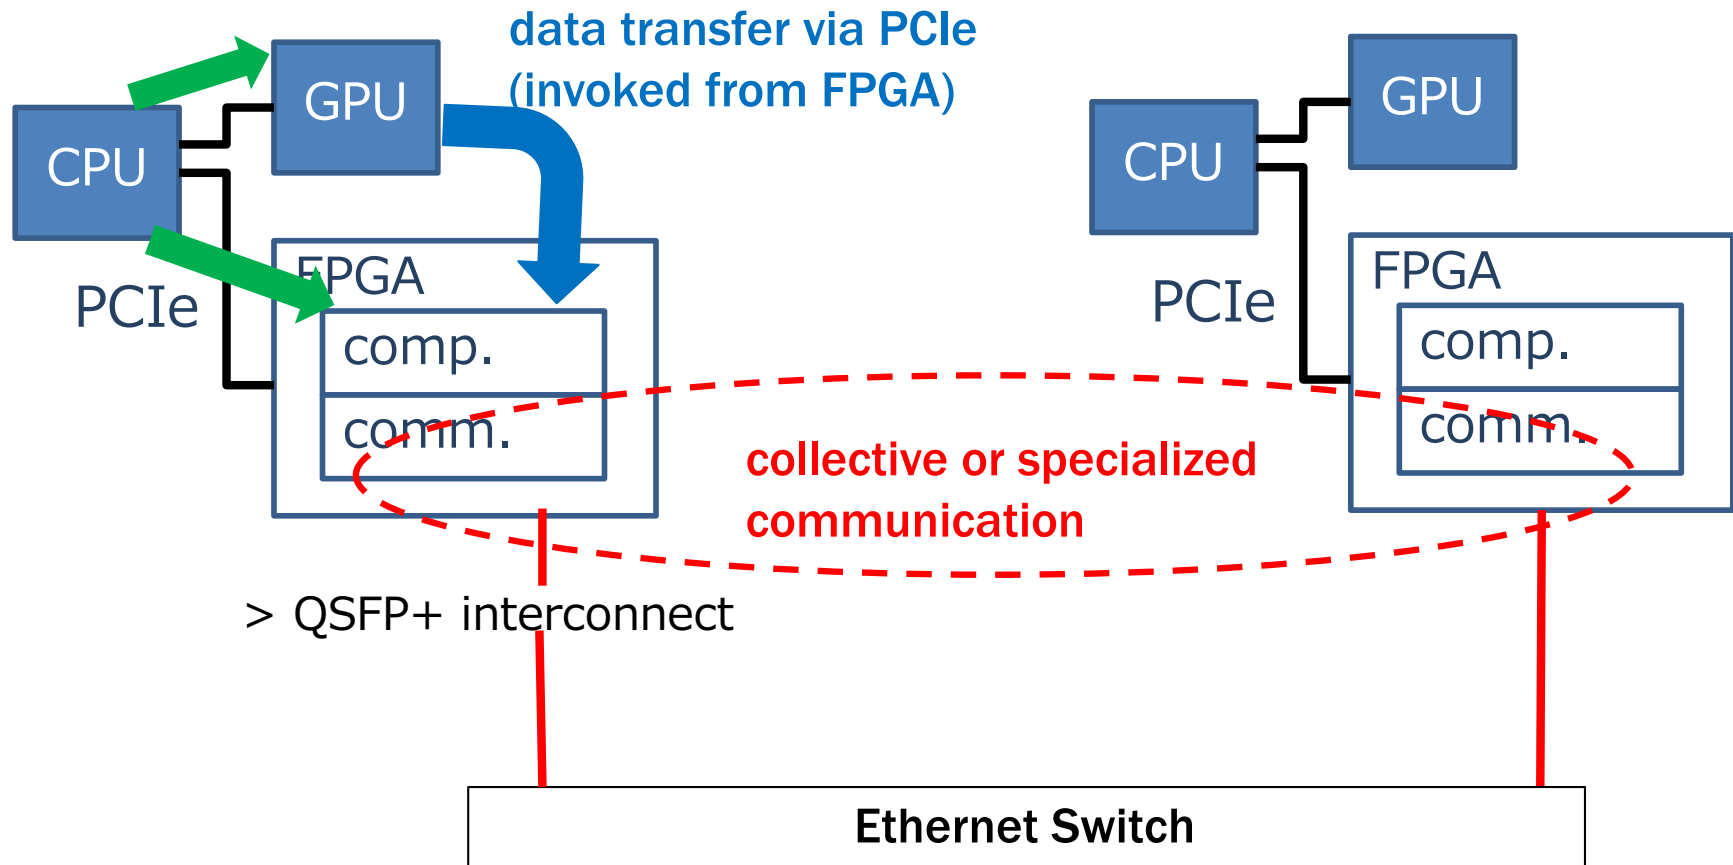 data transfer via PCIe
(invoked from FPGA)
GPU
CPU
PCIe
FPGA
comp.
comm.
GPU
CPU
PCIe
FPGA
comp.
comm.
collective or specialized
communication
> QSFP+ interconnect
Ethernet Switch